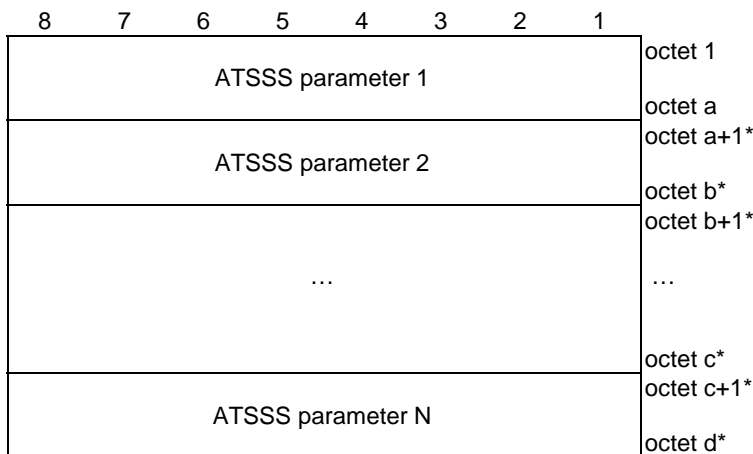 8 7 6 5 4 3 2 1
octet 1
ATSSS parameter 1
octet a
octet a+1*
ATSSS parameter 2
octet b*
octet b+1*
… …
octet c*
octet c+1*
ATSSS parameter N
octet d*